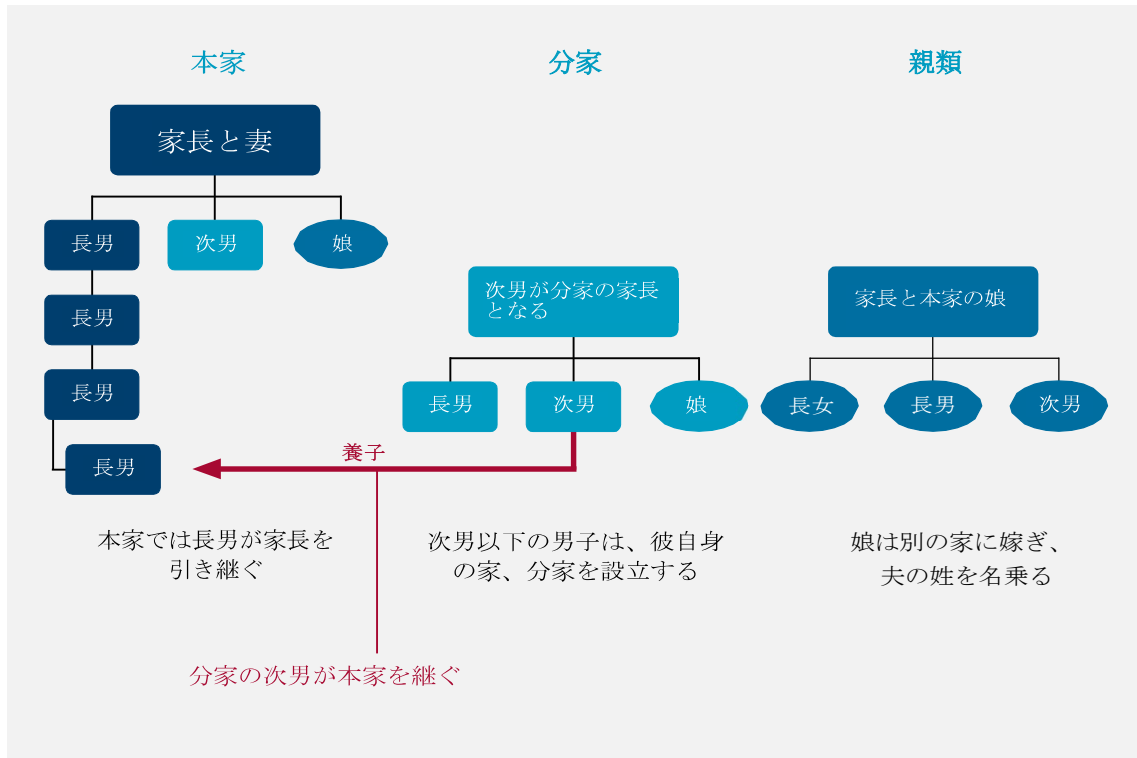 本家
分家
親類
家長と妻
長男
次男
娘
長男
長男
長男
次男が分家の家長
となる
長男
次男
娘
家長と本家の娘
長女
長男
次男
養子
本家では長男が家長を
引き継ぐ
次男以下の男子は、彼自身
の家、分家を設立する
娘は別の家に嫁ぎ、
夫の姓を名乗る
分家の次男が本家を継ぐ